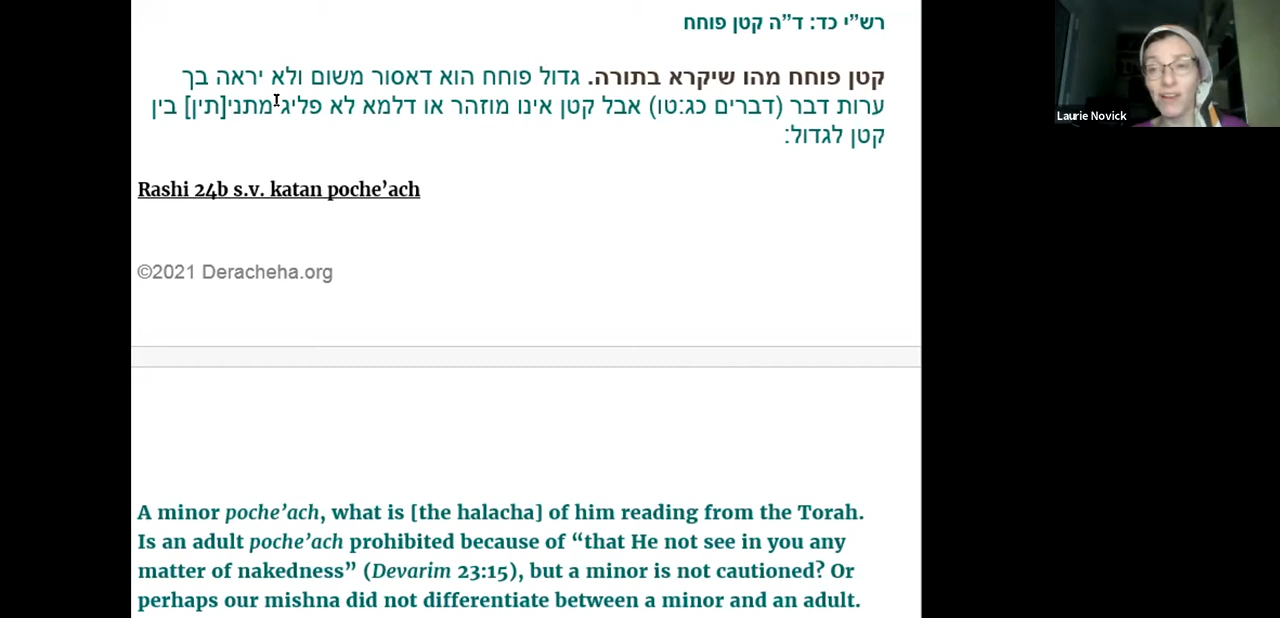 רש״י כד: ד״ה קטן פוחח
קטן פוחח מהו שיקרא בתורה. גדול פוחח הוא דאסור משום ולא יראה בך
ערות דבר (דברים כג:טו) אבל קטן אינו מוזהר או דלמא לא פליג מתני[תין] בין
קטן לגדול:
Rashi 24b s.v. katan poche’ach
©2021 Deracheha.org
A minor poche’ach, what is [the halacha] of him reading from the Torah.
Is an adult poche’ach prohibited because of “that He not see in you any
matter of nakedness” (Devarim 23:15), but a minor is not cautioned? Or
perhaps our mishna did not differentiate between a minor and an adult.
Laurie Novick